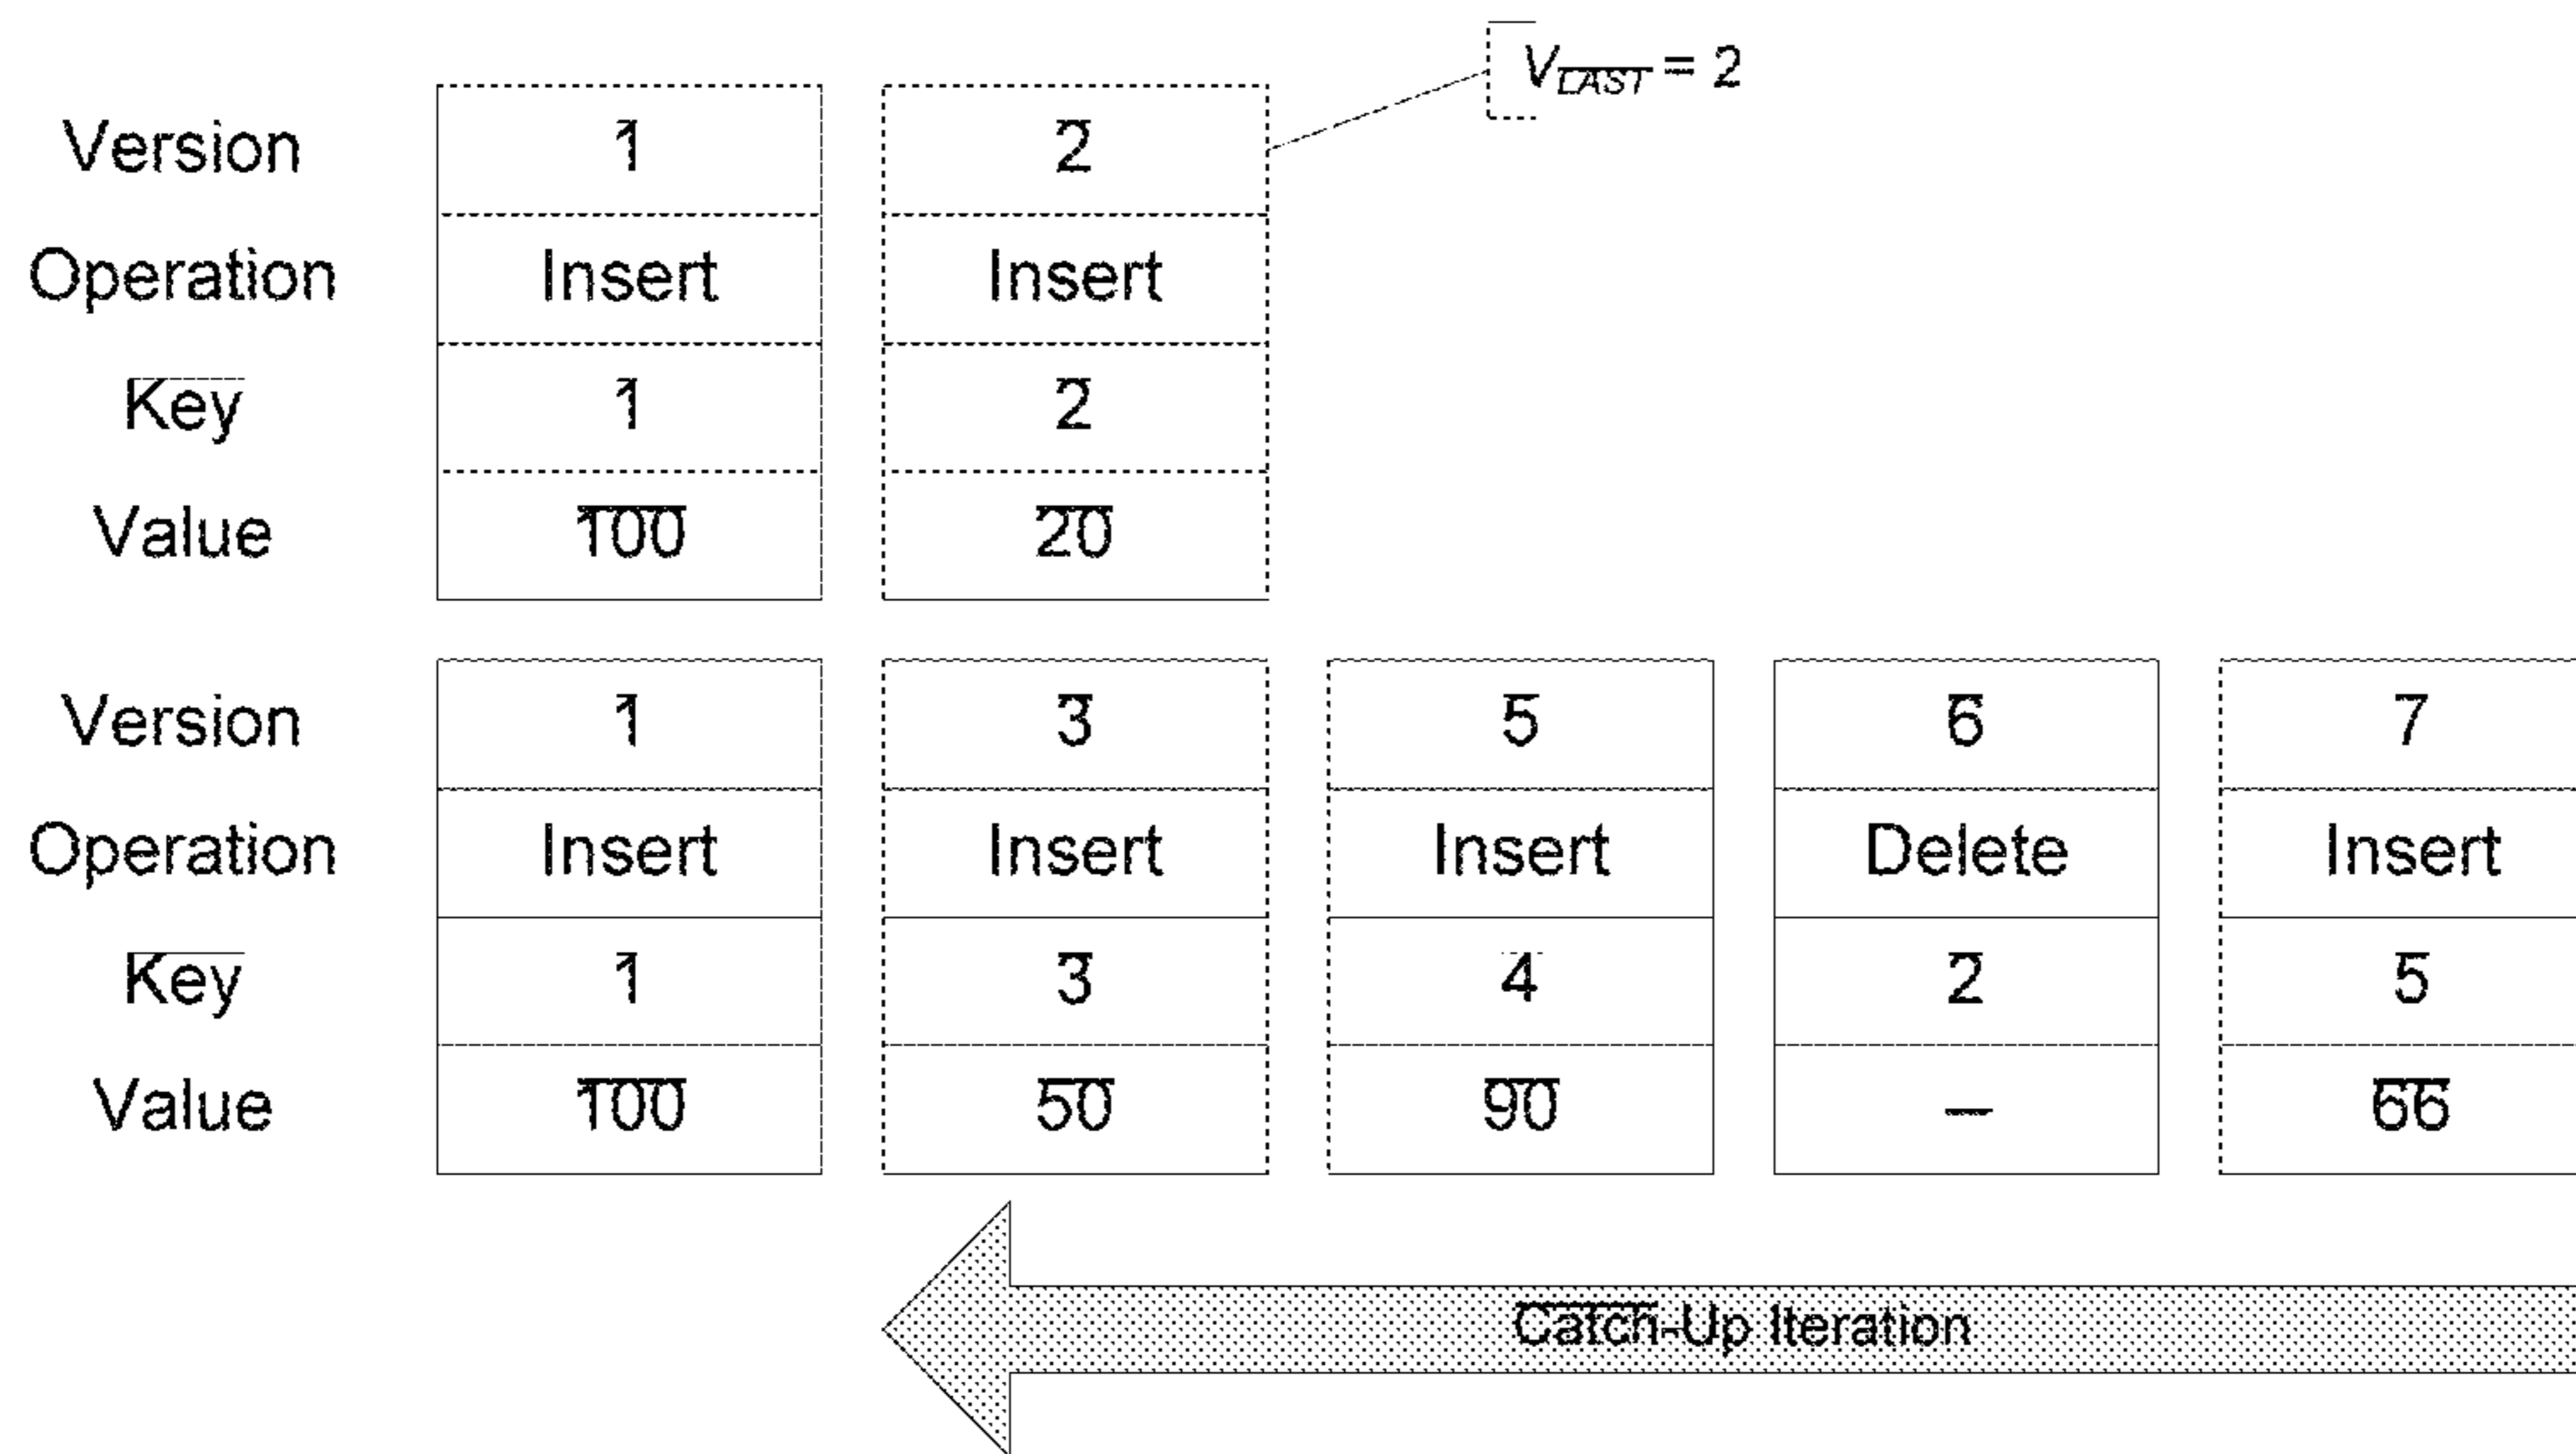 V_LAST = 2
Version 1 2
Operation Insert Insert
Key 1 2
Value 100 20
Version 1 3 5 6 7
Operation Insert Insert Insert Delete Insert
Key 1 3 4 2 5
Value 100 50 90 – 66
Catch-Up Iteration